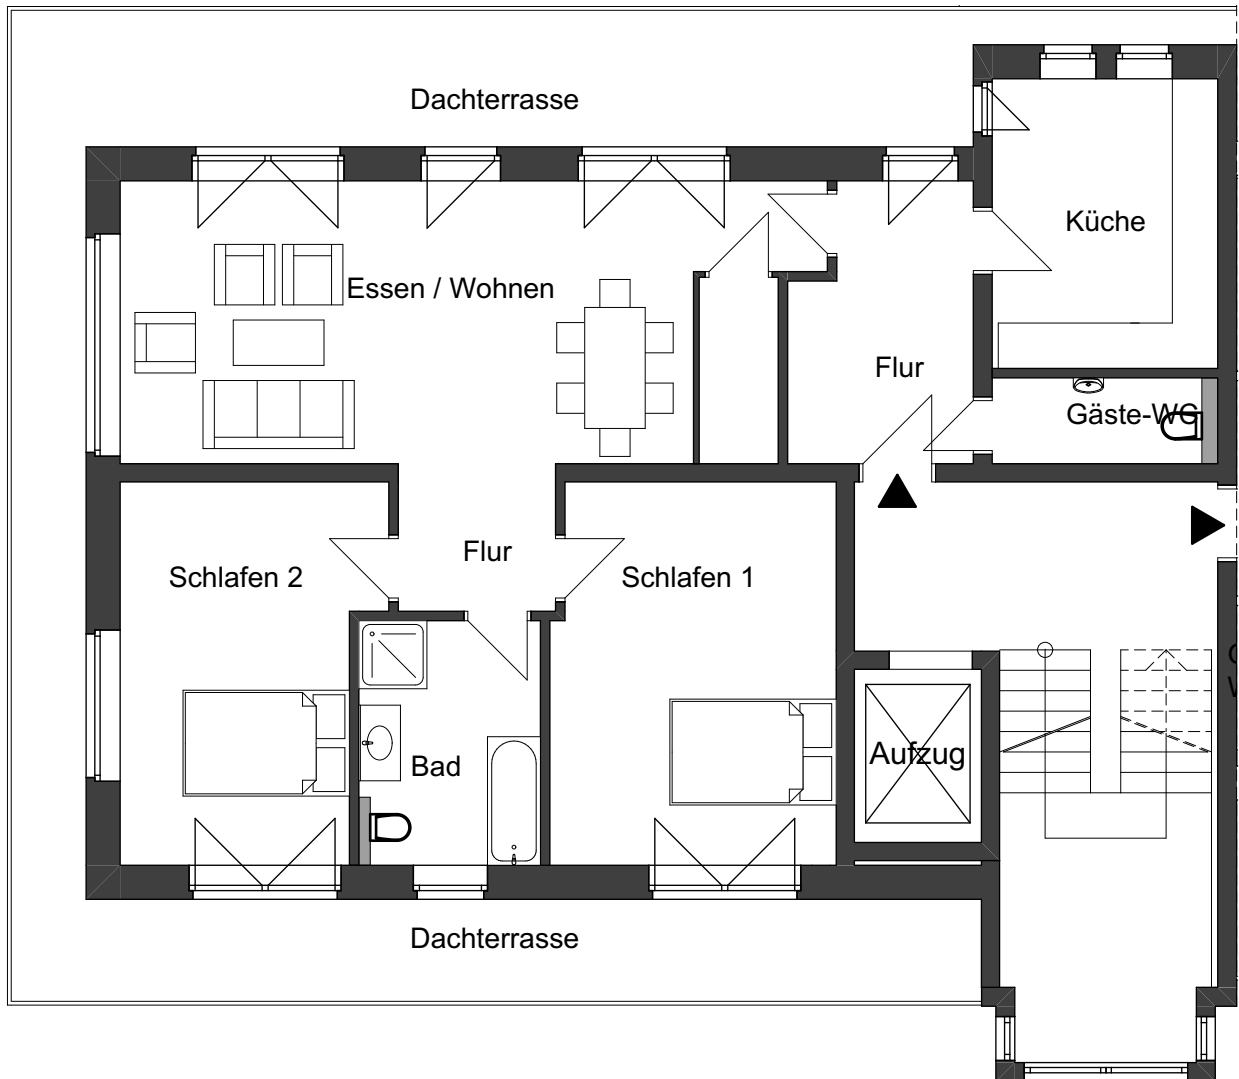 Dachterrasse
Küche
Essen / Wohnen
Flur
Gäste-WC
Flur
Schlafen 2
Schlafen 1
Aufzug
Bad
Dachterrasse